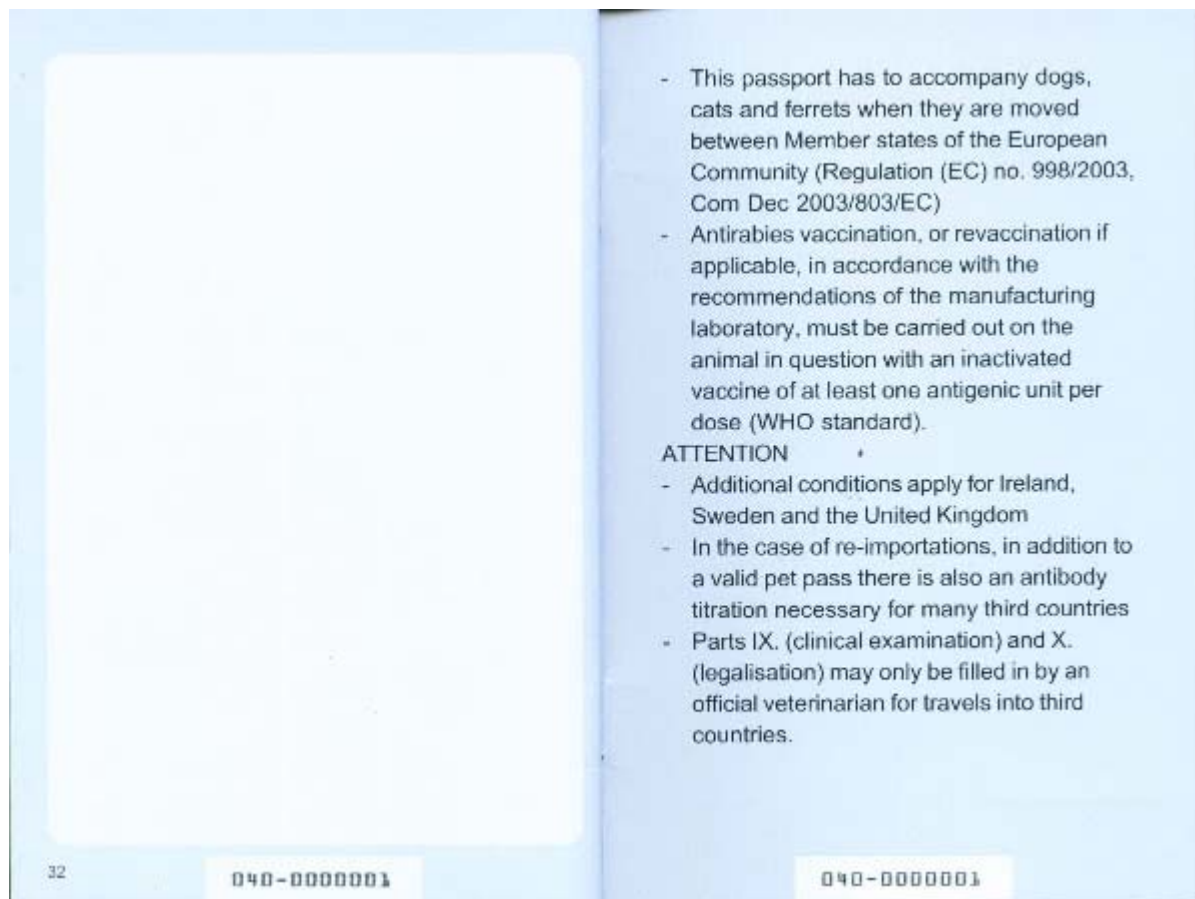 32
040-0000001
- This passport has to accompany dogs,
cats and ferrets when they are moved
between Member states of the European
Community (Regulation (EC) no. 998/2003,
Com Dec 2003/803/EC)
- Antirabies vaccination, or revaccination if
applicable, in accordance with the
recommendations of the manufacturing
laboratory, must be carried out on the
animal in question with an inactivated
vaccine of at least one antigenic unit per
dose (WHO standard).
ATTENTION
- Additional conditions apply for Ireland,
Sweden and the United Kingdom
- In the case of re-importations, in addition to
a valid pet pass there is also an antibody
titration necessary for many third countries
- Parts IX. (clinical examination) and X.
(legalisation) may only be filled in by an
official veterinarian for travels into third
countries.
040-0000001